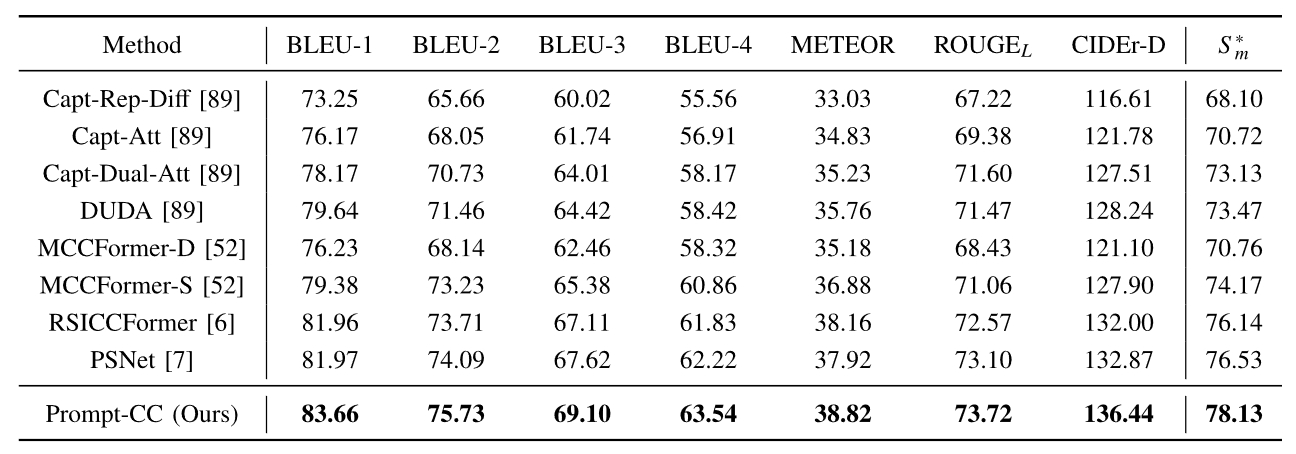 Method BLEU-1 BLEU-2 BLEU-3 BLEU-4 METEOR ROUGE_L CIDEr-D S*_m
Capt-Rep-Diff [89] 73.25 65.66 60.02 55.56 33.03 67.22 116.61 68.10
Capt-Att [89] 76.17 68.05 61.74 56.91 34.83 69.38 121.78 70.72
Capt-Dual-Att [89] 78.17 70.73 64.01 58.17 35.23 71.60 127.51 73.13
DUDA [89] 79.64 71.46 64.42 58.42 35.76 71.47 128.24 73.47
MCCFormer-D [52] 76.23 68.14 62.46 58.32 35.18 68.43 121.10 70.76
MCCFormer-S [52] 79.38 73.23 65.38 60.86 36.88 71.06 127.90 74.17
RSICCFormer [6] 81.96 73.71 67.11 61.83 38.16 72.57 132.00 76.14
PSNet [7] 81.97 74.09 67.62 62.22 37.92 73.10 132.87 76.53
Prompt-CC (Ours) 83.66 75.73 69.10 63.54 38.82 73.72 136.44 78.13